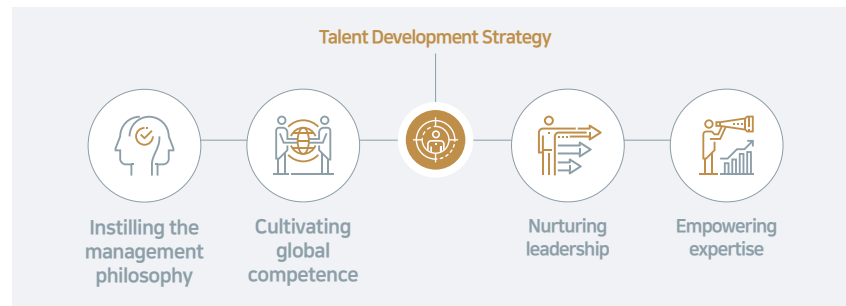 Talent Development Strategy
Instilling the
management
philosophy
Cultivating
global
competence
Nurturing
leadership
Empowering
expertise